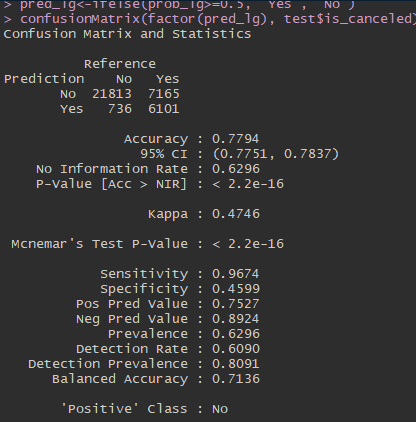 > pred_lg<-ifelse(prob_lg>=0.5, "Yes", "No")
> confusionMatrix(factor(pred_lg), test$is_canceled)
Confusion Matrix and Statistics
Reference
Prediction No Yes
No 21813 7165
Yes 736 6101
Accuracy : 0.7794
95% CI : (0.7751, 0.7837)
No Information Rate : 0.6296
P-Value [Acc > NIR] : < 2.2e-16
Kappa : 0.4746
Mcnemar's Test P-Value : < 2.2e-16
Sensitivity : 0.9674
Specificity : 0.4599
Pos Pred Value : 0.7527
Neg Pred Value : 0.8924
Prevalence : 0.6296
Detection Rate : 0.6090
Detection Prevalence : 0.8091
Balanced Accuracy : 0.7136
'Positive' Class : No